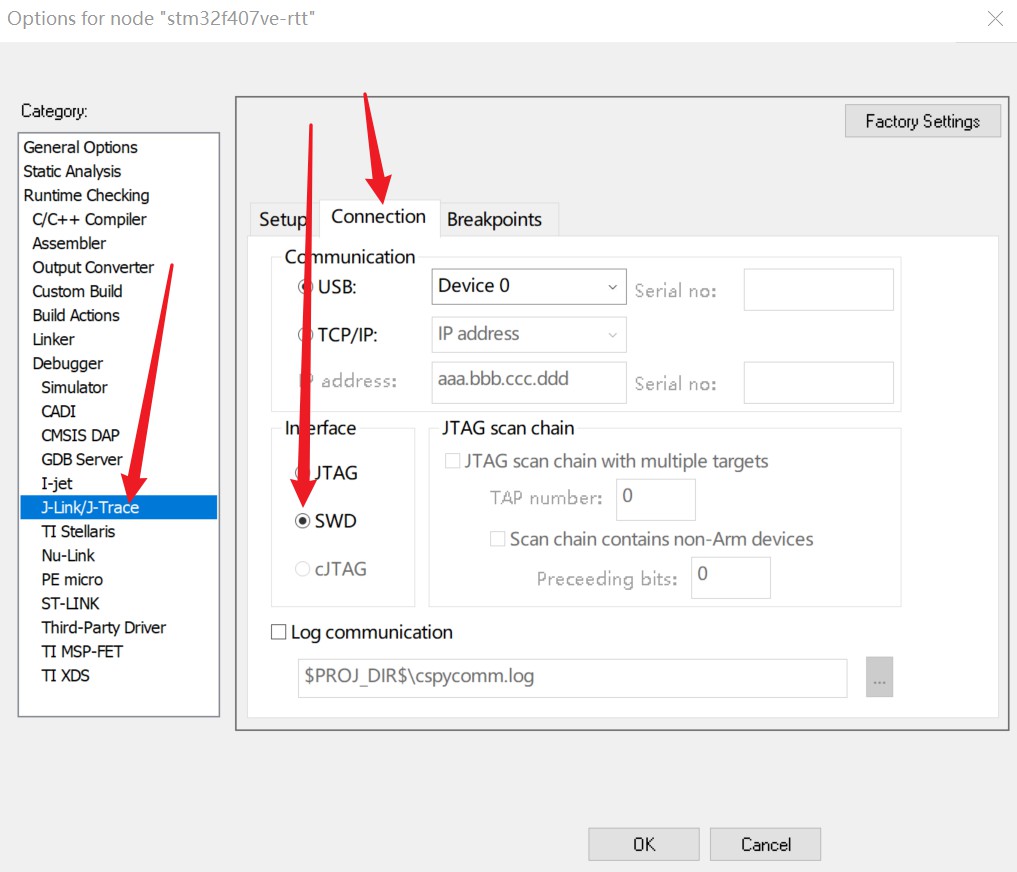 Options for node "stm32f407ve-rtt"
Category:
General Options
Static Analysis
Runtime Checking
C/C++ Compiler
Assembler
Output Converter
Custom Build
Build Actions
Linker
Debugger
Simulator
CADI
CMSIS DAP
GDB Server
I-jet
J-Link/J-Trace
TI Stellaris
Nu-Link
PE micro
ST-LINK
Third-Party Driver
TI MSP-FET
TI XDS
Factory Settings
Setup Connection Breakpoints
Communication
USB: Device 0 Serial no:
TCP/IP: IP address
IP address: aaa.bbb.ccc.ddd Serial no:
Interface
JTAG
SWD
cJTAG
JTAG scan chain
JTAG scan chain with multiple targets
TAP number: 0
Scan chain contains non-Arm devices
Preceeding bits: 0
Log communication
$PROJ_DIR$\cspycomm.log ...
OK Cancel